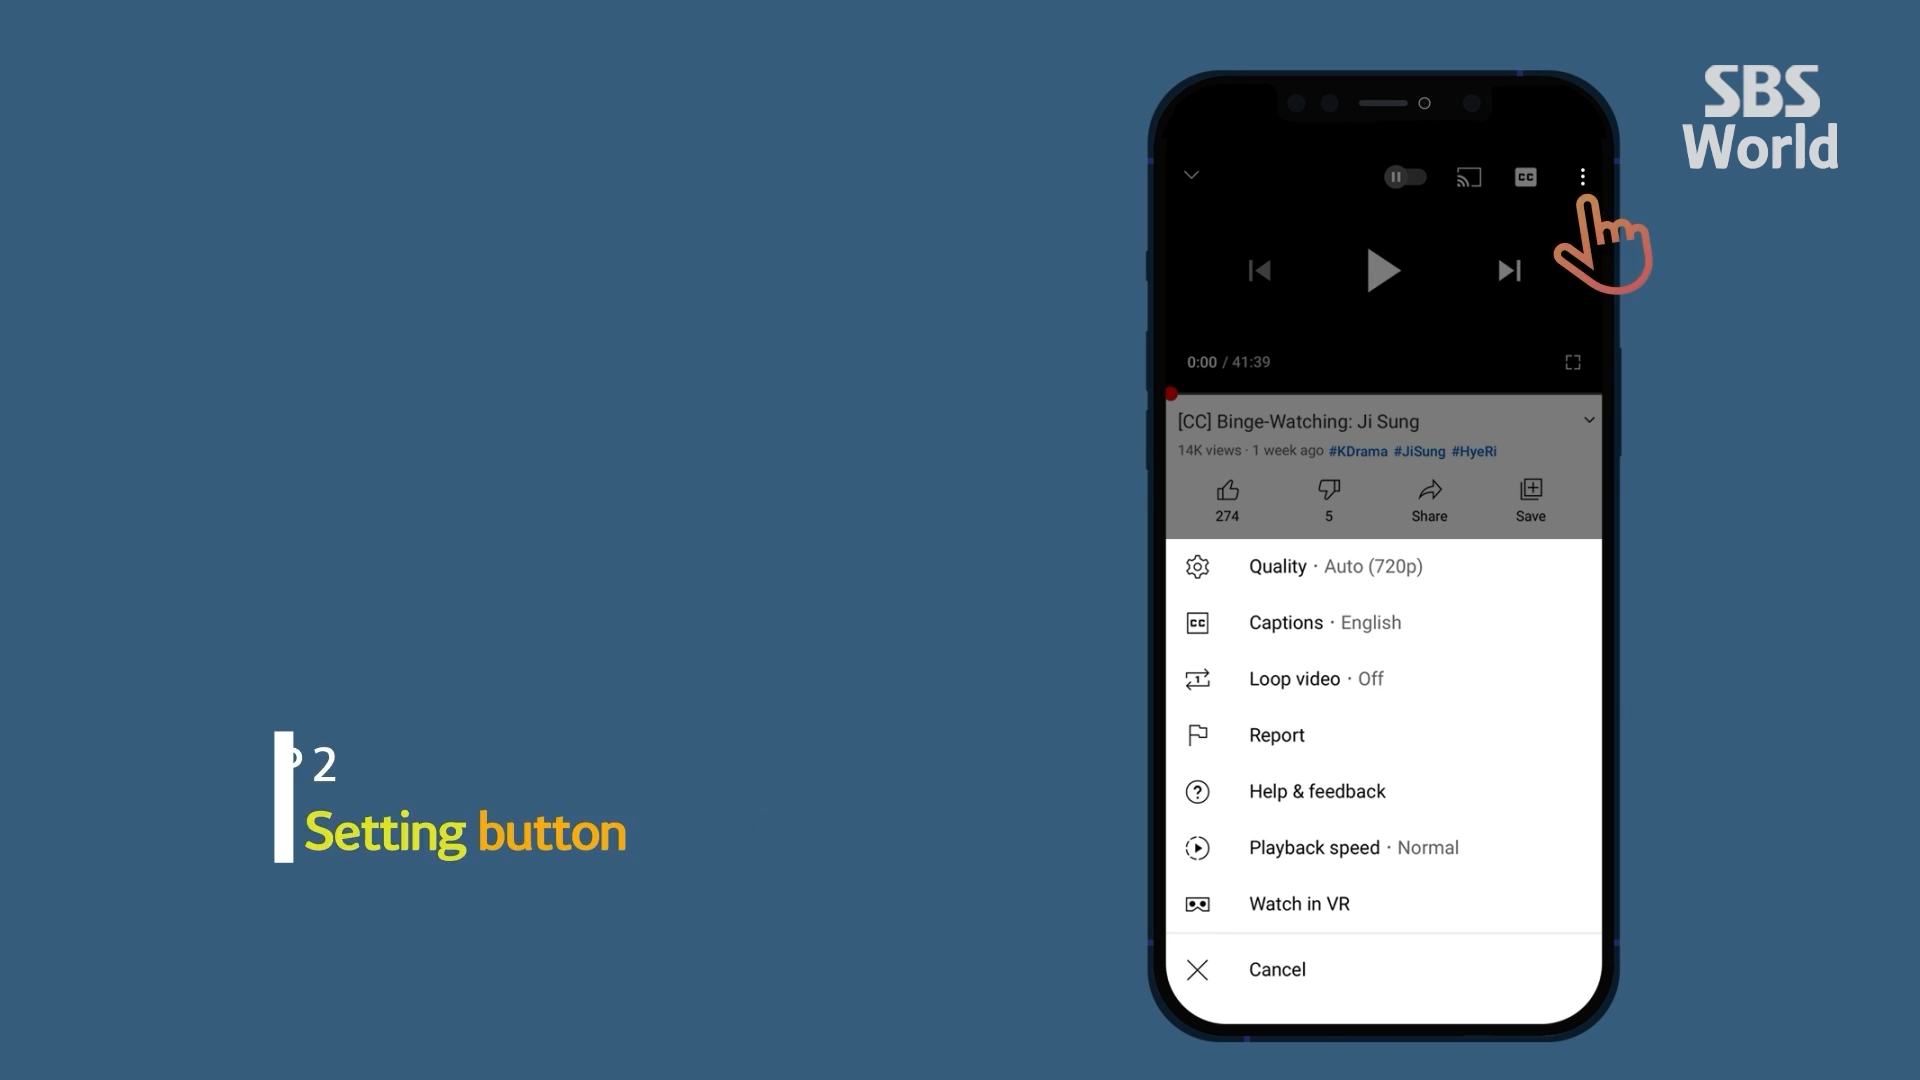 SBS
World
0:00 / 41:39
[CC] Binge-Watching: Ji Sung
14K views · 1 week ago #KDrama #JiSung #HyeRi
274 5 Share Save
Quality · Auto (720p)
Captions · English
Loop video · Off
Report
Help & feedback
Playback speed · Normal
Watch in VR
Cancel
P 2
Setting button